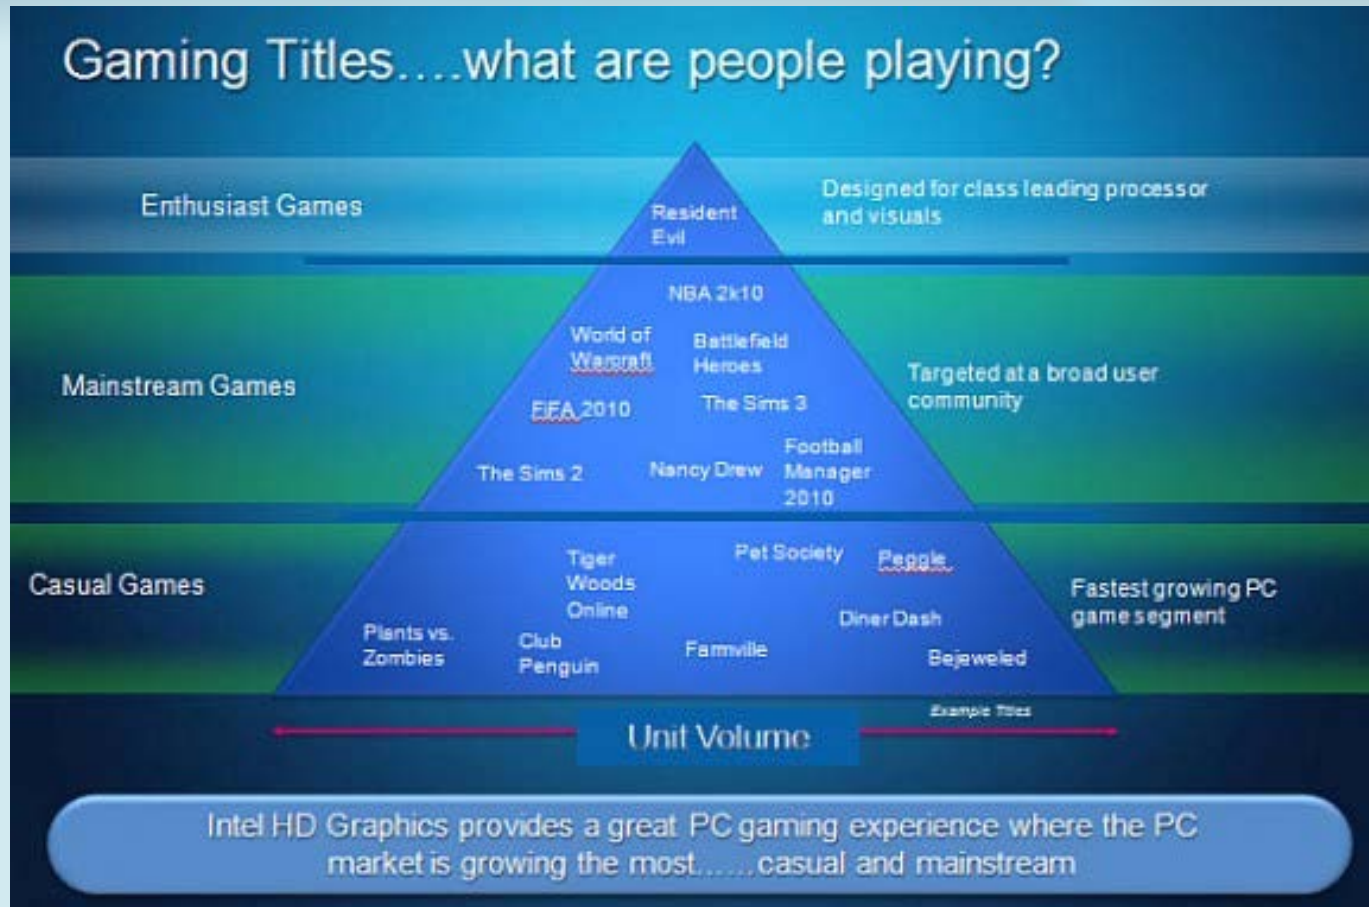 Gaming Titles....what are people playing?
Enthusiast Games
Resident
Evil
Designed for class leading processor
and visuals
Mainstream Games
NBA 2k10
World of
Warcraft
Battlefield
Heroes
FIFA 2010
The Sims 3
The Sims 2
Nancy Drew
Football
Manager
2010
Targeted at a broad user
community
Casual Games
Tiger
Woods
Online
Pet Society
Peggle
Diner Dash
Plants vs.
Zombies
Club
Penguin
Farmville
Bejeweled
Fastest growing PC
game segment
Example Titles
Unit Volume
Intel HD Graphics provides a great PC gaming experience where the PC
market is growing the most......casual and mainstream